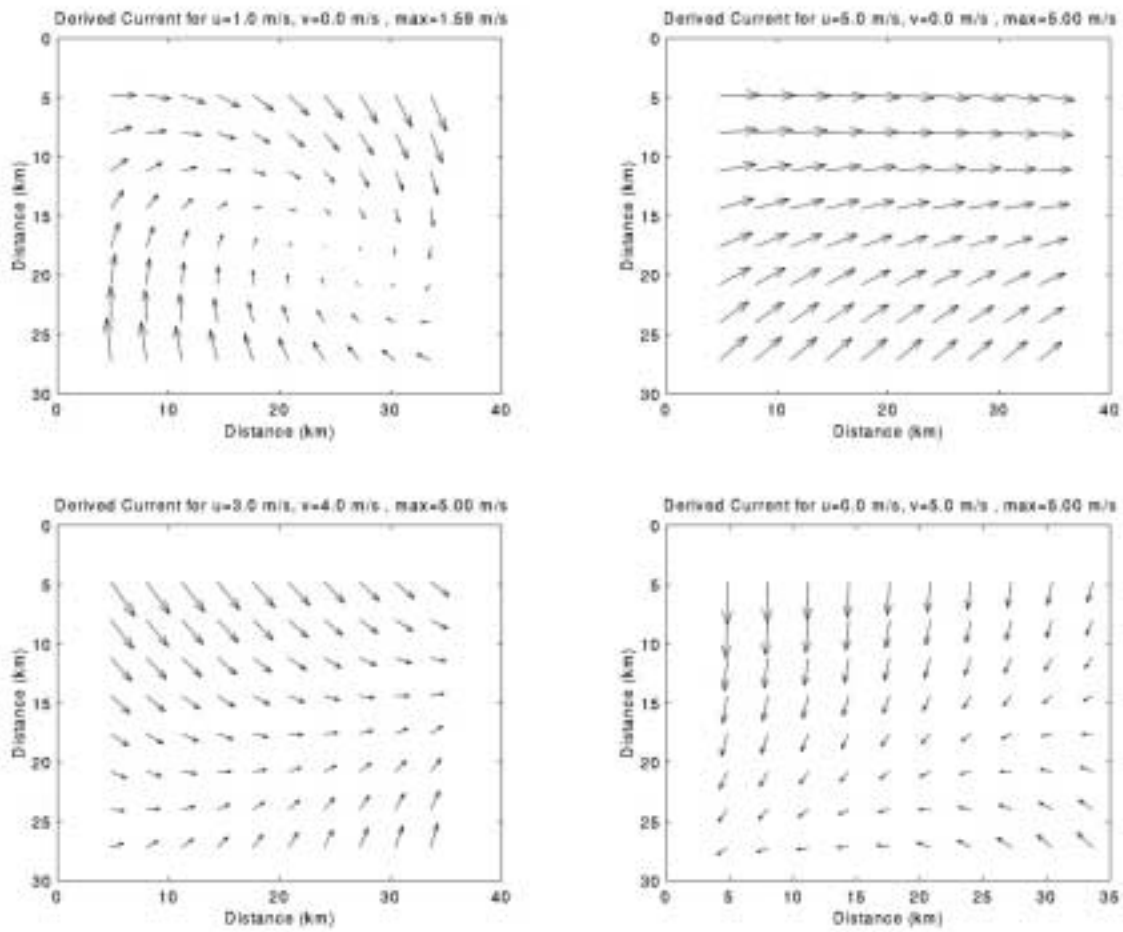 Derived Current for u=1.0 m/s, v=0.0 m/s , max=1.59 m/s
0
5
10
15
20
25
30
Distance (km)
0 10 20 30 40
Distance (km)
Derived Current for u=5.0 m/s, v=0.0 m/s , max=5.00 m/s
0
5
10
15
20
25
30
Distance (km)
0 10 20 30 40
Distance (km)
Derived Current for u=3.0 m/s, v=4.0 m/s , max=5.00 m/s
0
5
10
15
20
25
30
Distance (km)
0 10 20 30 40
Distance (km)
Derived Current for u=0.0 m/s, v=5.0 m/s , max=5.00 m/s
0
5
10
15
20
25
30
Distance (km)
0 5 10 15 20 25 30 35
Distance (km)